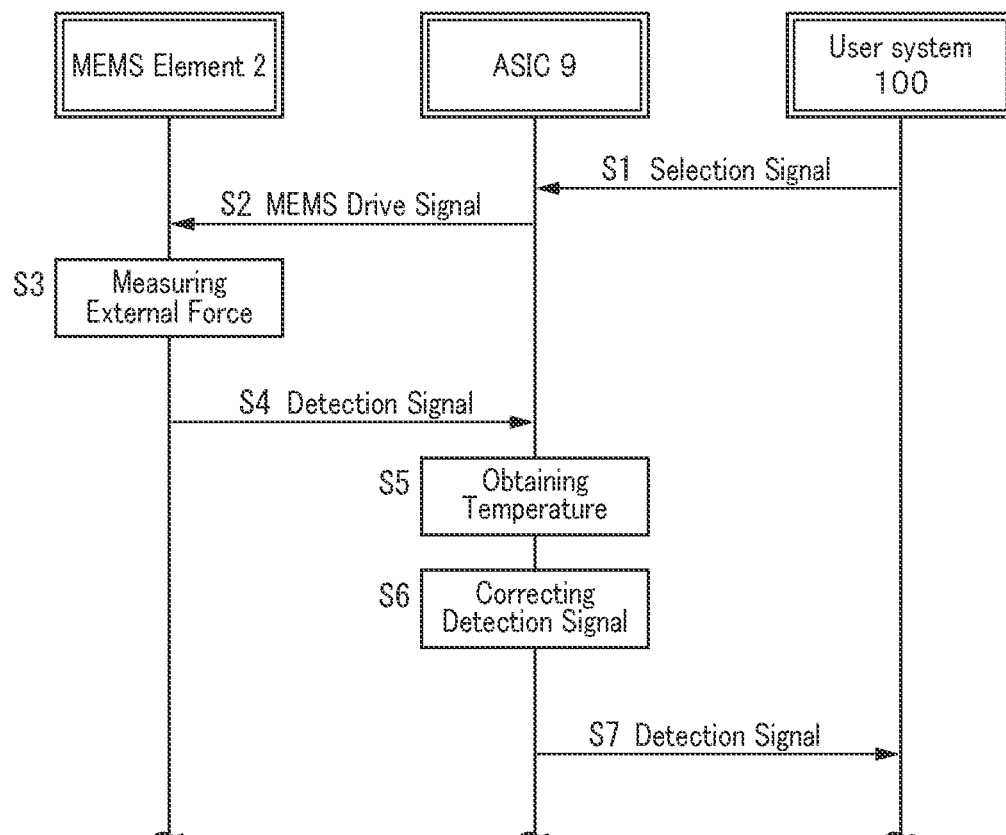 MEMS Element 2
ASIC 9
User system
100
S1 Selection Signal
S2 MEMS Drive Signal
S3
Measuring
External Force
S4 Detection Signal
S5
Obtaining
Temperature
S6
Correcting
Detection Signal
S7 Detection Signal